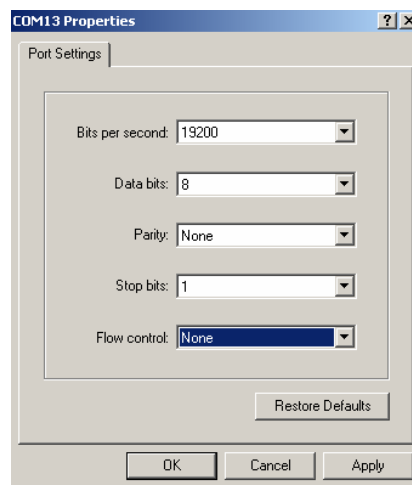 COM13 Properties
Port Settings
Bits per second: 19200
Data bits: 8
Parity: None
Stop bits: 1
Flow control: None
Restore Defaults
OK Cancel Apply